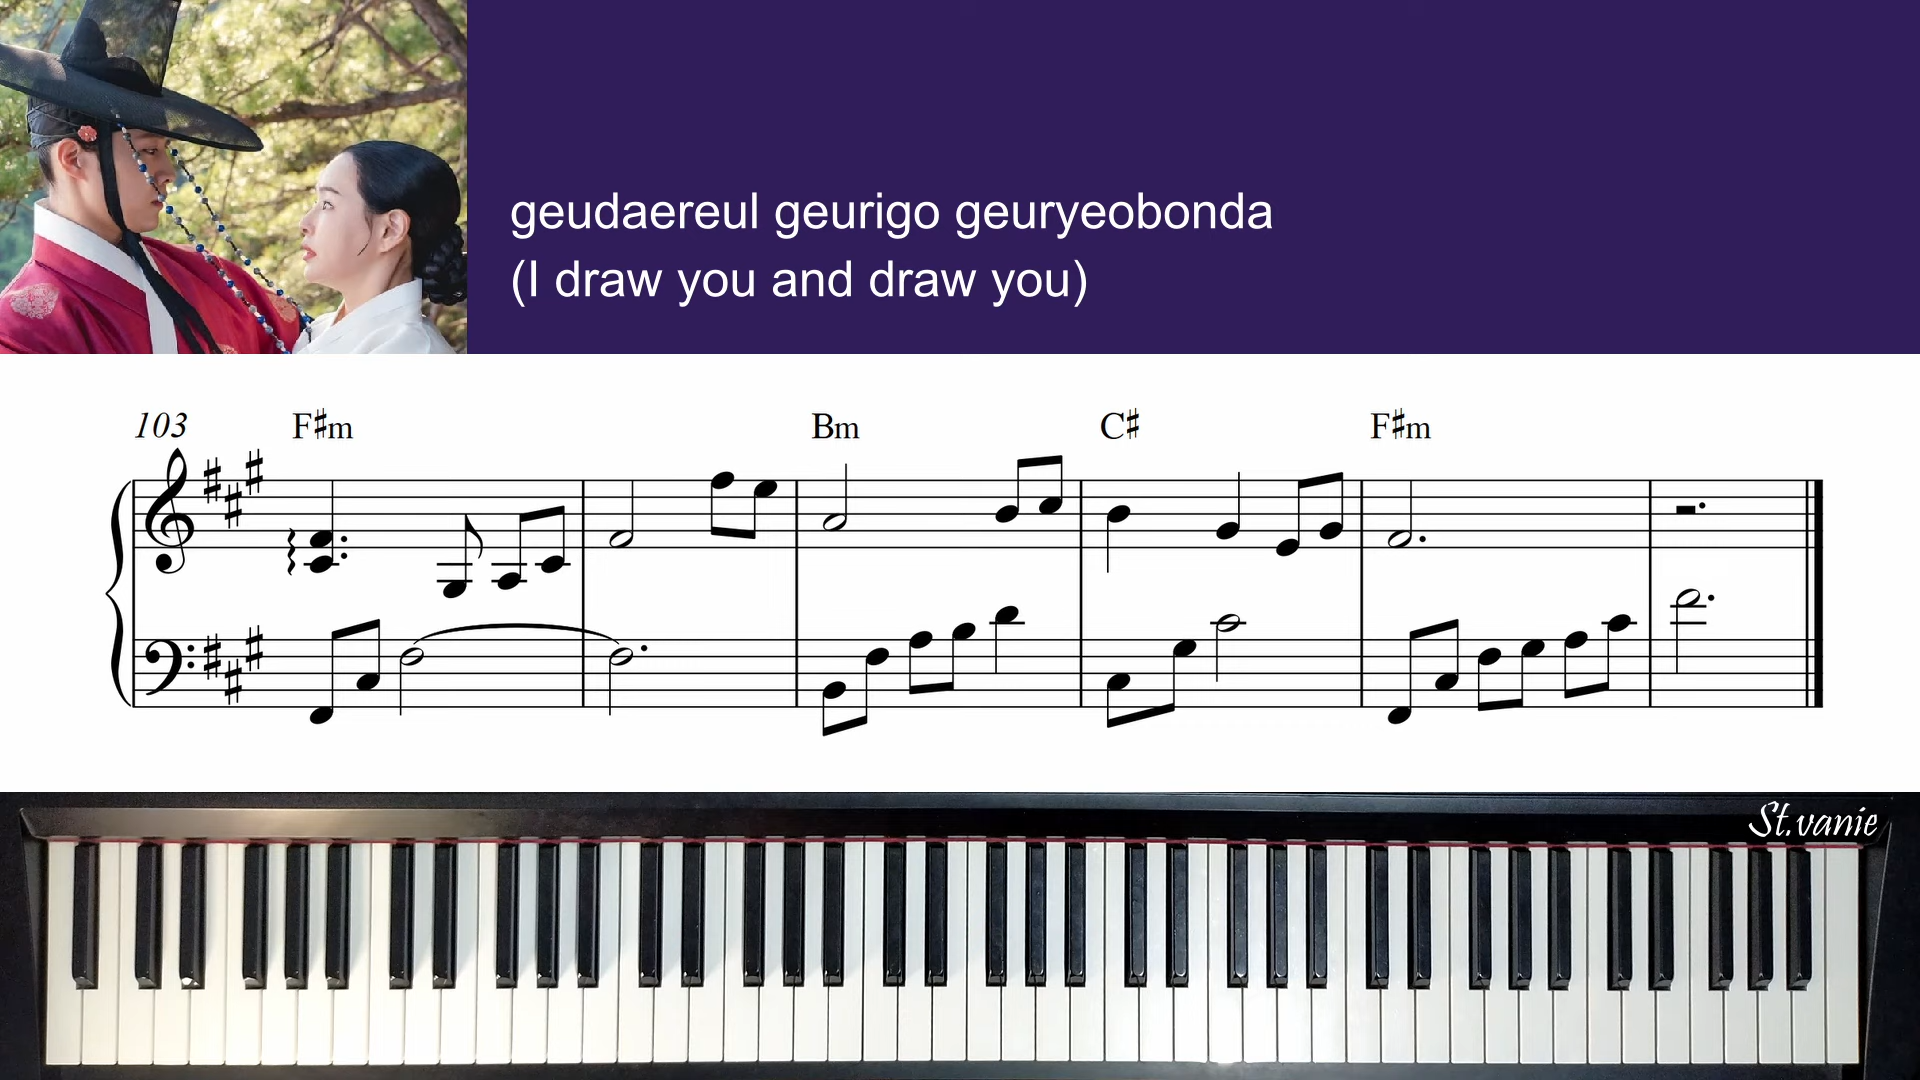 geudaereul geurigo geuryeobonda
(I draw you and draw you)
103 F♯m Bm C♯ F♯m
St.vanie